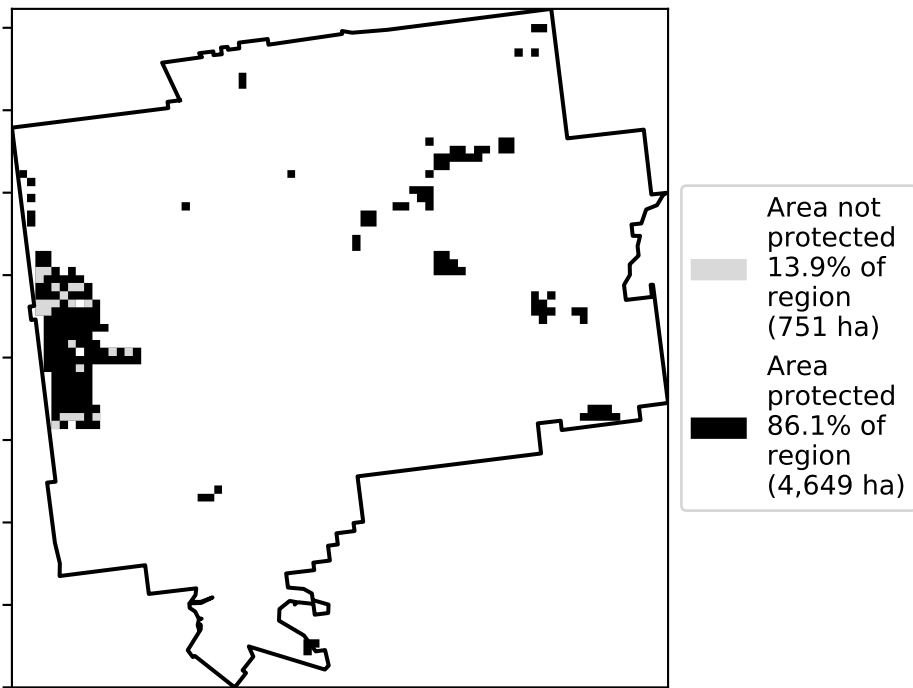 Area not
protected
13.9% of
region
(751 ha)
Area
protected
86.1% of
region
(4,649 ha)